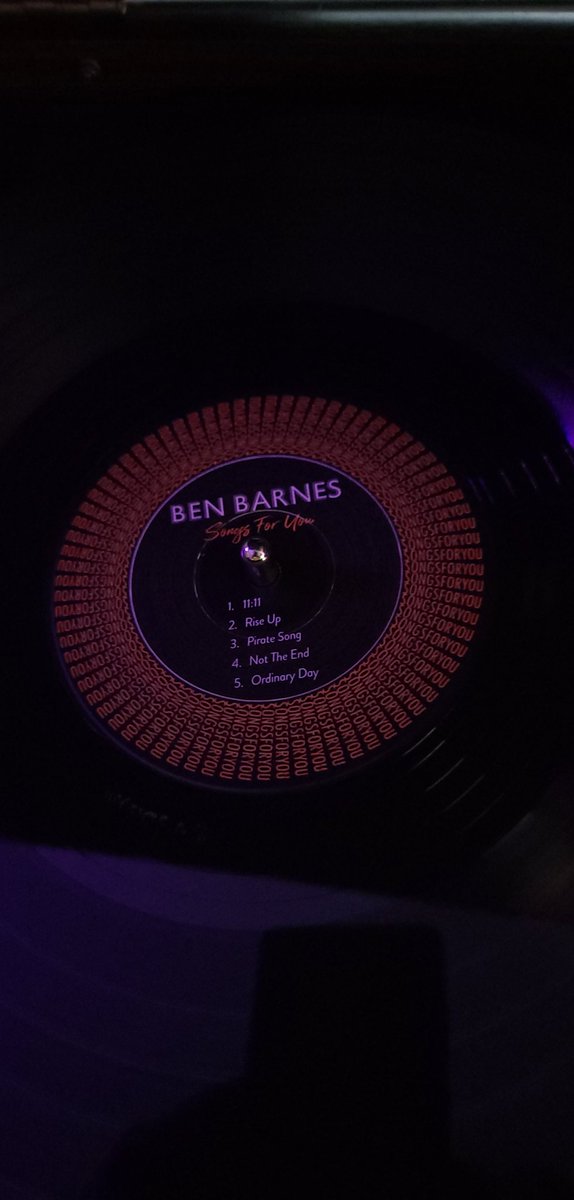 BEN BARNES
Songs For You
1. 11:11
2. Rise Up
3. Pirate Song
4. Not The End
5. Ordinary Day
SONGSFORYOU